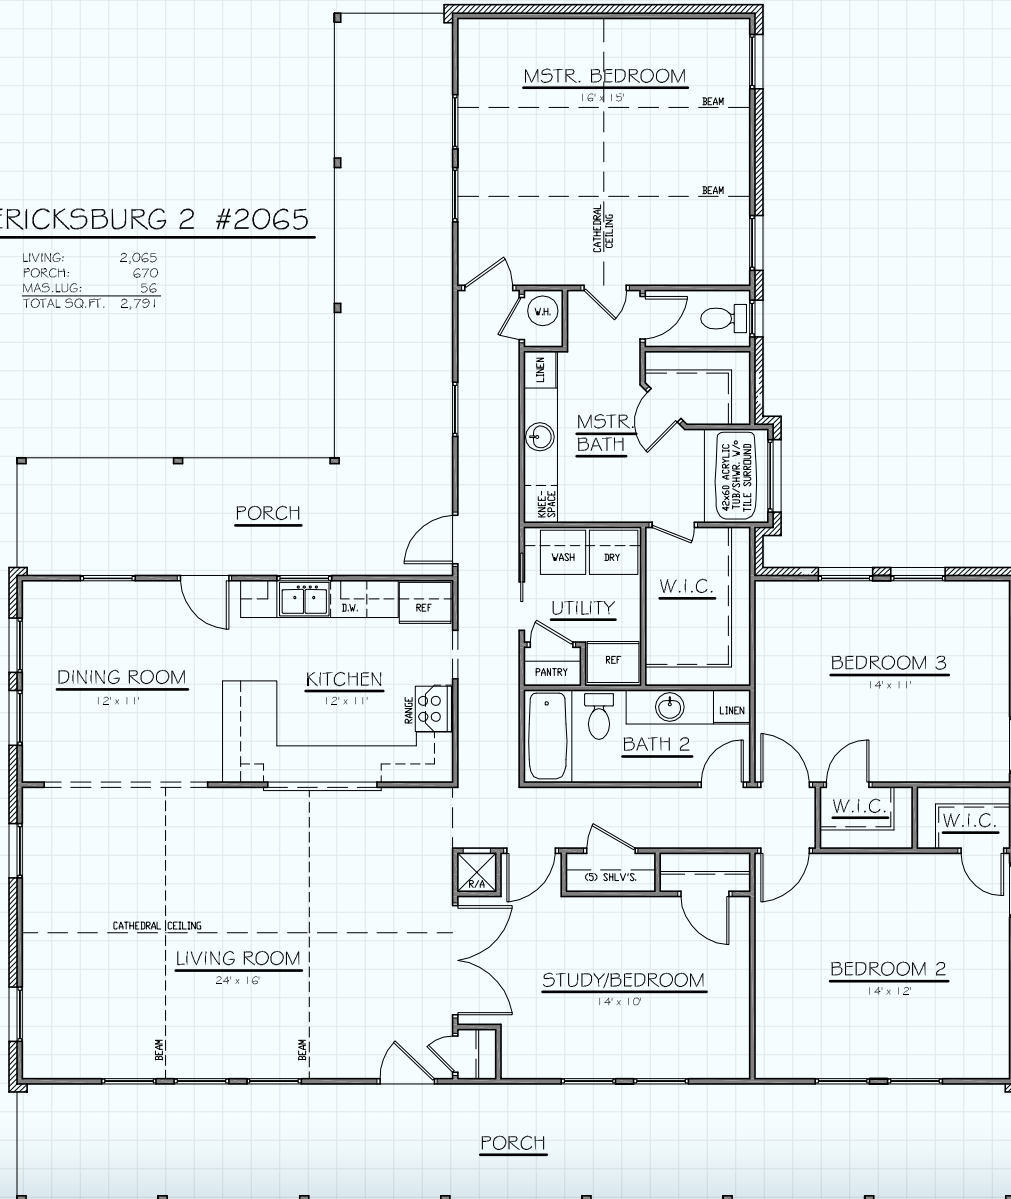 MSTR. BEDROOM
16' x 15'
BEAM
BEAM
CATHEDRAL
CEILING
ERICKSBURG 2 #2065
LIVING: 2,065
PORCH: 670
MAS.LUG: 56
TOTAL SQ.FT. 2,791
W.H.
LINEN
MSTR.
BATH
42x60 ACRYLIC
TUB/SHWR. W/
TILE SURROUND
KNEE-
SPACE
PORCH
WASH
DRY
W.I.C.
UTILITY
D.W.
REF
PANTRY
REF
DINING ROOM
12' x 11'
KITCHEN
12' x 11'
RANGE
BEDROOM 3
14' x 11'
LINEN
BATH 2
W.I.C.
W.I.C.
R/A
(5) SHLV'S.
CATHEDRAL CEILING
LIVING ROOM
24' x 16'
BEAM
BEAM
STUDY/BEDROOM
14' x 10'
BEDROOM 2
14' x 12'
PORCH